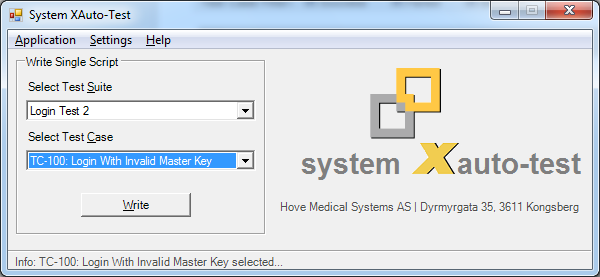 System XAuto-Test
Application Settings Help
Write Single Script
Select Test Suite
Login Test 2
Select Test Case
TC-100: Login With Invalid Master Key
Write
system Xauto-test
Hove Medical Systems AS | Dyrmyrgata 35, 3611 Kongsberg
Info: TC-100: Login With Invalid Master Key selected...